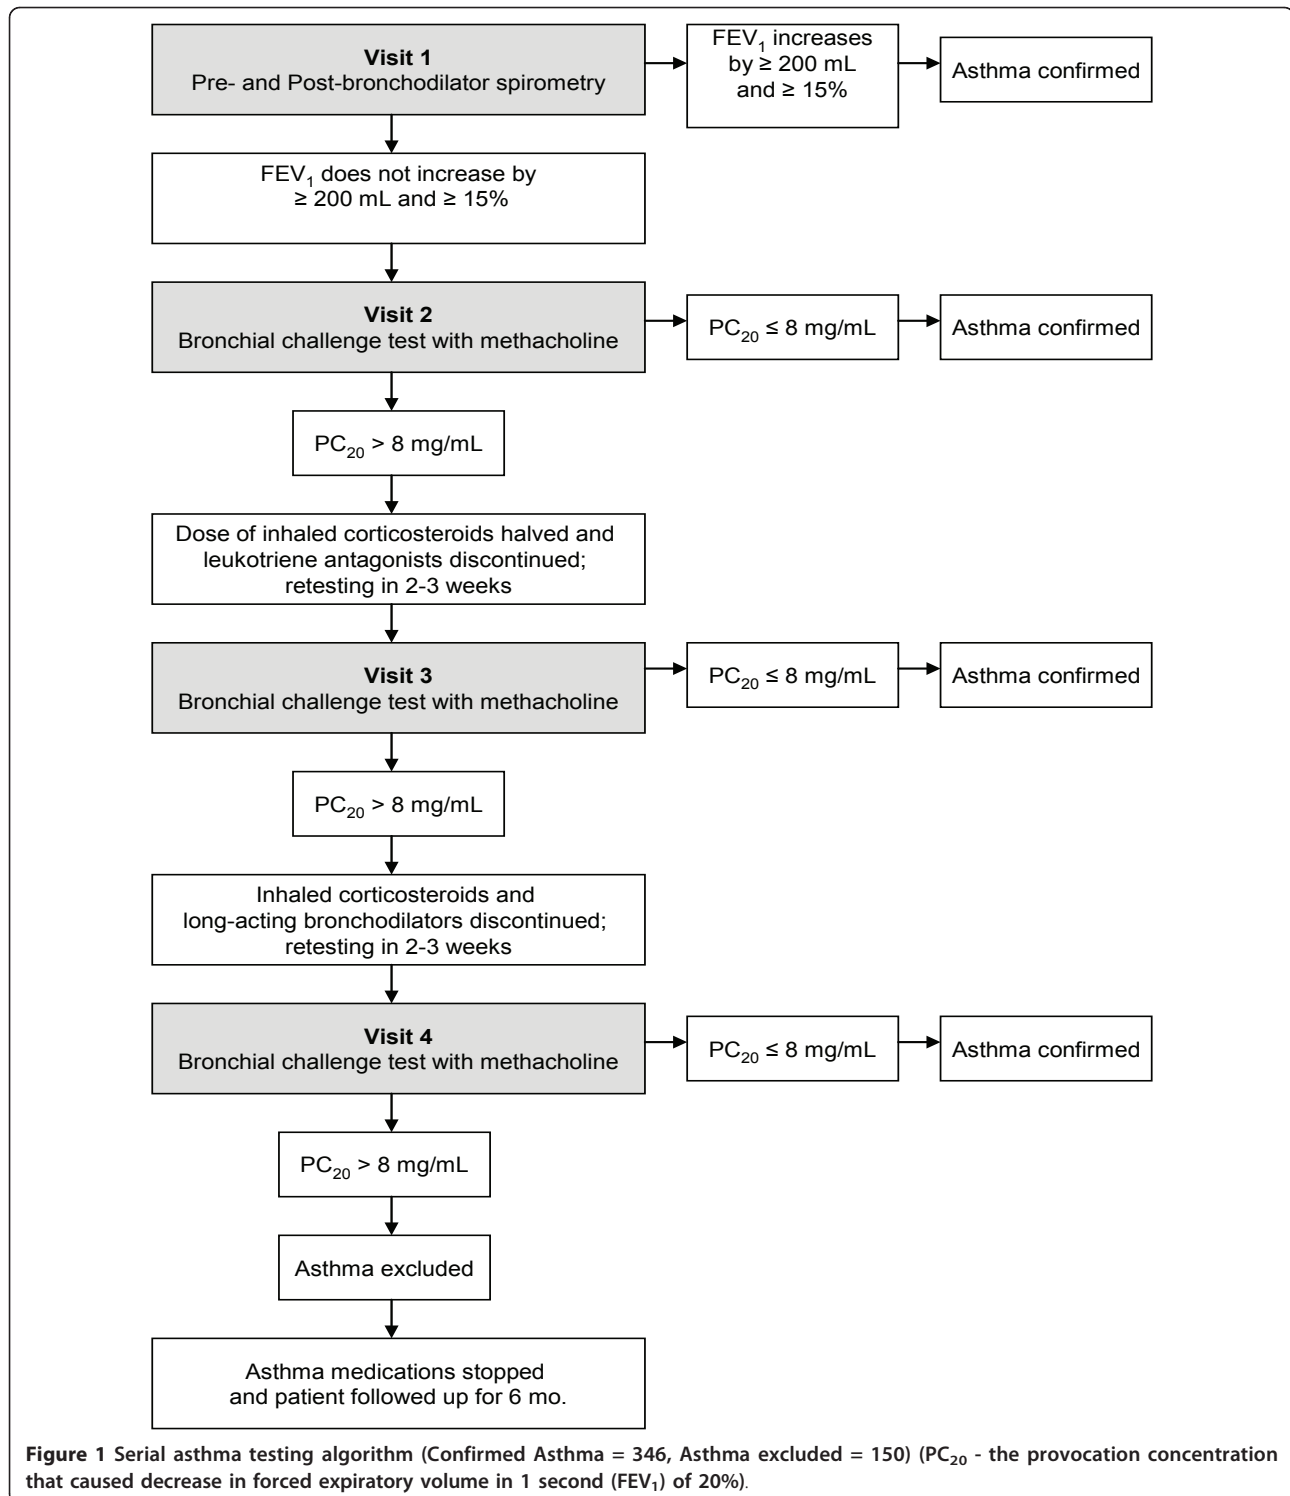 Visit 1
Pre- and Post-bronchodilator spirometry
FEV₁ increases
by ≥ 200 mL
and ≥ 15%
Asthma confirmed
FEV₁ does not increase by
≥ 200 mL and ≥ 15%
Visit 2
Bronchial challenge test with methacholine
PC₂₀ ≤ 8 mg/mL
Asthma confirmed
PC₂₀ > 8 mg/mL
Dose of inhaled corticosteroids halved and
leukotriene antagonists discontinued;
retesting in 2-3 weeks
Visit 3
Bronchial challenge test with methacholine
PC₂₀ ≤ 8 mg/mL
Asthma confirmed
PC₂₀ > 8 mg/mL
Inhaled corticosteroids and
long-acting bronchodilators discontinued;
retesting in 2-3 weeks
Visit 4
Bronchial challenge test with methacholine
PC₂₀ ≤ 8 mg/mL
Asthma confirmed
PC₂₀ > 8 mg/mL
Asthma excluded
Asthma medications stopped
and patient followed up for 6 mo.
Figure 1 Serial asthma testing algorithm (Confirmed Asthma = 346, Asthma excluded = 150) (PC₂₀ - the provocation concentration
that caused decrease in forced expiratory volume in 1 second (FEV₁) of 20%).